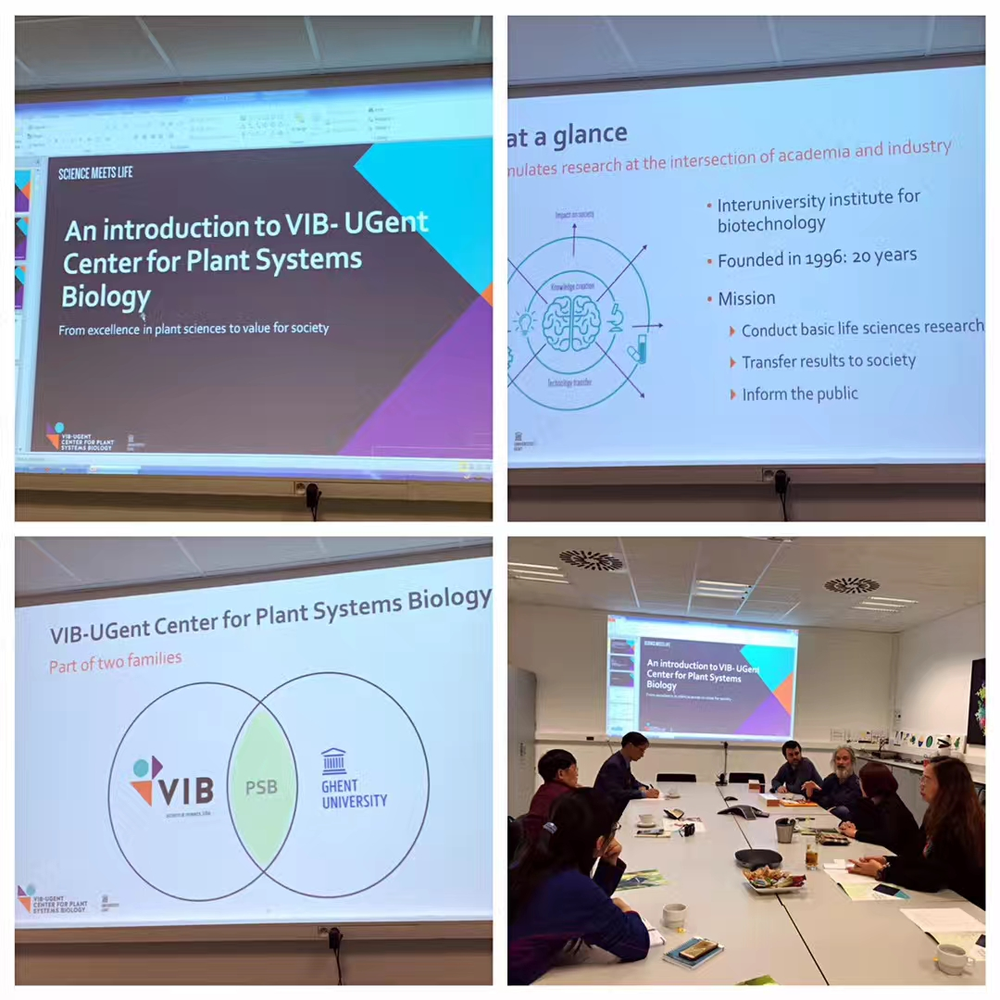 SCIENCE MEETS LIFE
An introduction to VIB- UGent
Center for Plant Systems
Biology
From excellence in plant sciences to value for society
VIB-UGENT
CENTER FOR PLANT
SYSTEMS BIOLOGY
at a glance
mulates research at the intersection of academia and industry
Impact on society
Knowledge creation
Technology transfer
• Interuniversity institute for
biotechnology
• Founded in 1996: 20 years
• Mission
Conduct basic life sciences research
Transfer results to society
Inform the public
VIB-UGent Center for Plant Systems Biology
Part of two families
VIB
science meets life
PSB
GHENT
UNIVERSITY
VIB-UGENT
CENTER FOR PLANT
SYSTEMS BIOLOGY
SCIENCE MEETS LIFE
An introduction to VIB- UGent
Center for Plant Systems
Biology
From excellence in plant sciences to value for society